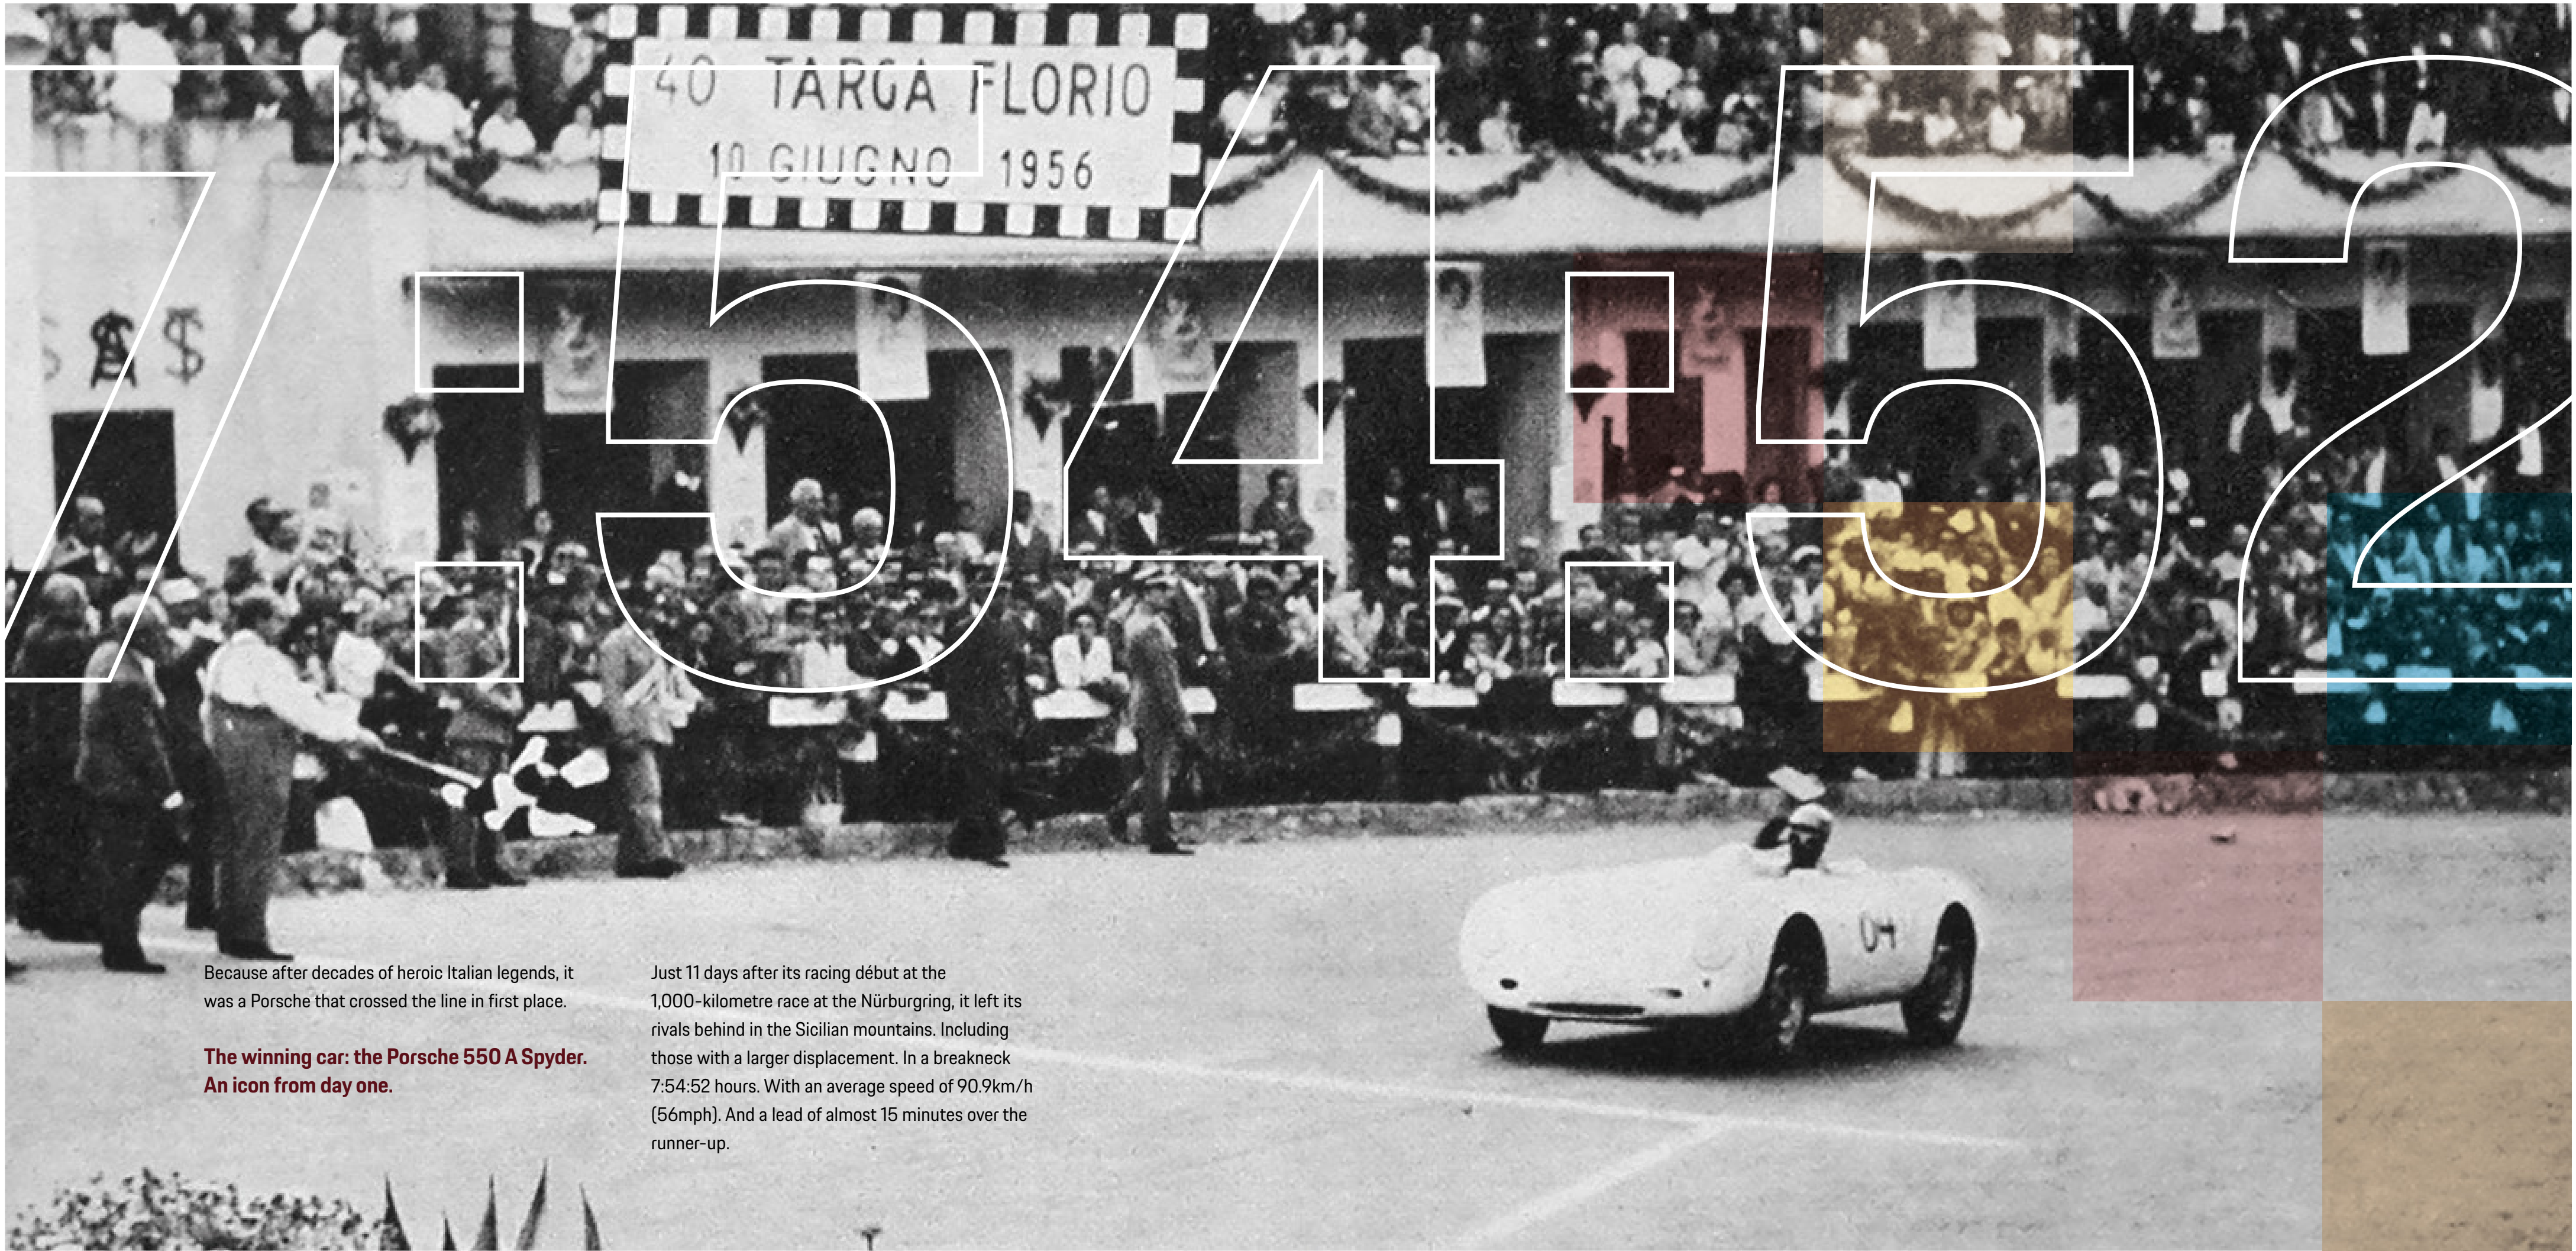 40 TARGA FLORIO
10 GIUGNO 1956
7:54:52
$
84
Because after decades of heroic Italian legends, it
was a Porsche that crossed the line in first place.
The winning car: the Porsche 550 A Spyder.
An icon from day one.
Just 11 days after its racing début at the
1,000-kilometre race at the Nürburgring, it left its
rivals behind in the Sicilian mountains. Including
those with a larger displacement. In a breakneck
7:54:52 hours. With an average speed of 90.9km/h
(56mph). And a lead of almost 15 minutes over the
runner-up.